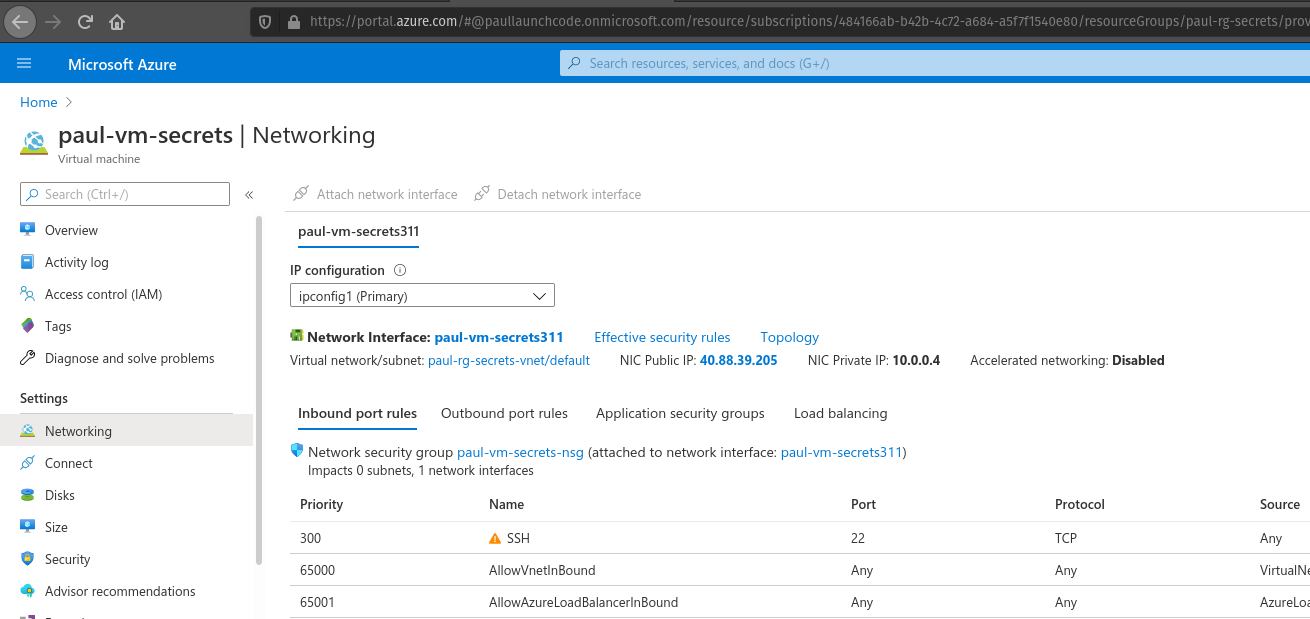 https://portal.azure.com/#@paullaunchcode.onmicrosoft.com/resource/subscriptions/484166ab-b42b-4c72-a684-a5f7f1540e80/resourceGroups/paul-rg-secrets/prov
Microsoft Azure
Search resources, services, and docs (G+/)
Home
paul-vm-secrets | Networking
Virtual machine
Search (Ctrl+/)
«
Overview
Activity log
Access control (IAM)
Tags
Diagnose and solve problems
Settings
Networking
Connect
Disks
Size
Security
Advisor recommendations
Attach network interface Detach network interface
paul-vm-secrets311
IP configuration
ipconfig1 (Primary)
Network Interface: paul-vm-secrets311 Effective security rules Topology
Virtual network/subnet: paul-rg-secrets-vnet/default NIC Public IP: 40.88.39.205 NIC Private IP: 10.0.0.4 Accelerated networking: Disabled
Inbound port rules Outbound port rules Application security groups Load balancing
Network security group paul-vm-secrets-nsg (attached to network interface: paul-vm-secrets311)
Impacts 0 subnets, 1 network interfaces
Priority Name Port Protocol Source
300 SSH 22 TCP Any
65000 AllowVnetInBound Any Any VirtualNe
65001 AllowAzureLoadBalancerInBound Any Any AzureLoa